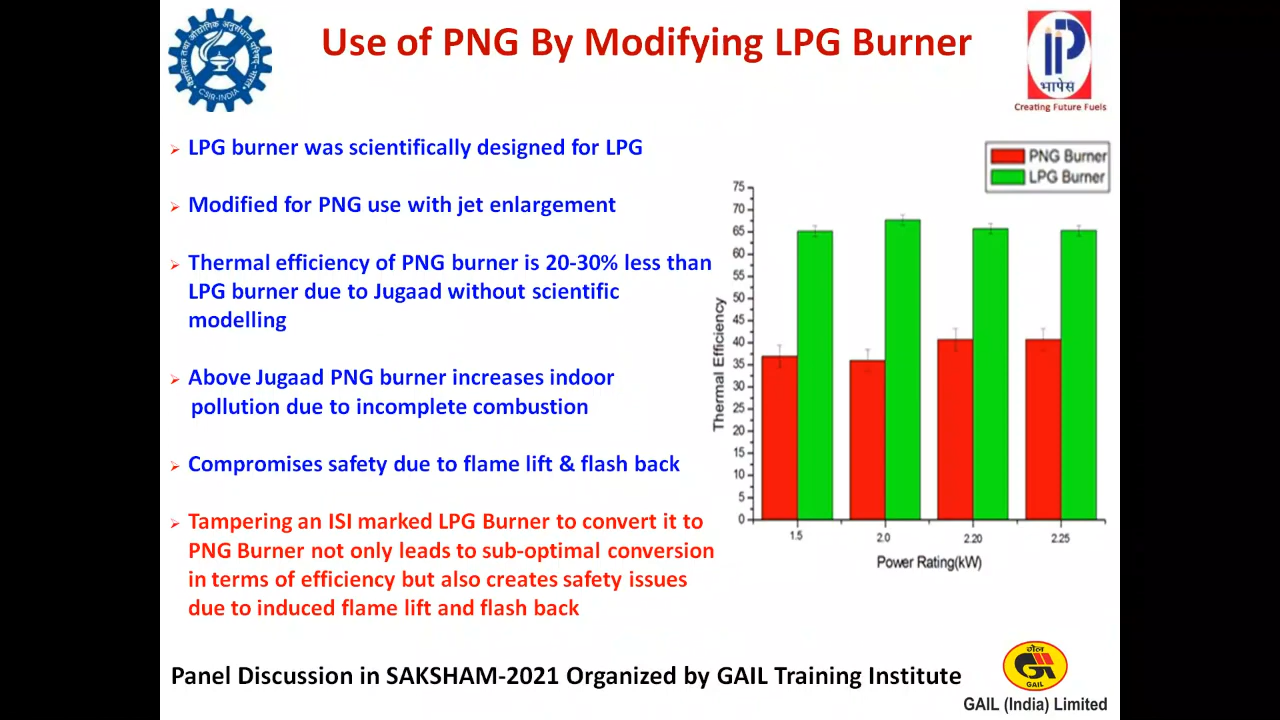 Use of PNG By Modifying LPG Burner
CSIR-INDIA
भापेस
Creating Future Fuels
LPG burner was scientifically designed for LPG
Modified for PNG use with jet enlargement
Thermal efficiency of PNG burner is 20-30% less than
LPG burner due to Jugaad without scientific
modelling
Above Jugaad PNG burner increases indoor
pollution due to incomplete combustion
Compromises safety due to flame lift & flash back
Tampering an ISI marked LPG Burner to convert it to
PNG Burner not only leads to sub-optimal conversion
in terms of efficiency but also creates safety issues
due to induced flame lift and flash back
PNG Burner
LPG Burner
Thermal Efficiency
75
70
65
60
55
50
45
40
35
30
25
20
15
10
5
0
1.5 2.0 2.20 2.25
Power Rating(kW)
Panel Discussion in SAKSHAM-2021 Organized by GAIL Training Institute
गेल
GAIL
GAIL (India) Limited